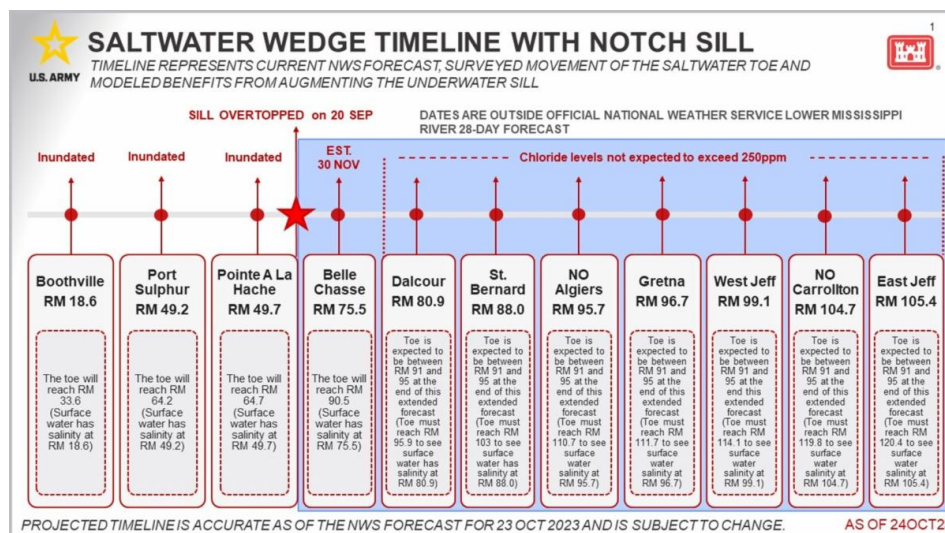 1
SALTWATER WEDGE TIMELINE WITH NOTCH SILL
TIMELINE REPRESENTS CURRENT NWS FORECAST, SURVEYED MOVEMENT OF THE SALTWATER TOE AND
MODELED BENEFITS FROM AUGMENTING THE UNDERWATER SILL
U.S. ARMY
SILL OVERTOPPED on 20 SEP
DATES ARE OUTSIDE OFFICIAL NATIONAL WEATHER SERVICE LOWER MISSISSIPPI
RIVER 28-DAY FORECAST
Inundated
Inundated
Inundated
EST.
30 NOV
Chloride levels not expected to exceed 250ppm
Boothville
RM 18.6
The toe will
reach RM
33.6
(Surface
water has
salinity at
RM 18.6)
Port
Sulphur
RM 49.2
The toe will
reach RM
64.2
(Surface
water has
salinity at
RM 49.2)
Pointe A La
Hache
RM 49.7
The toe will
reach RM
64.7
(Surface
water has
salinity at
RM 49.7)
Belle
Chasse
RM 75.5
The toe will
reach RM
90.5
(Surface
water has
salinity at
RM 75.5)
Dalcour
RM 80.9
Toe is
expected to
be between
RM 91 and
95 at the
end of this
extended
forecast
(Toe must
reach RM
95.9 to see
surface
water has
salinity at
RM 80.9)
St.
Bernard
RM 88.0
Toe is
expected to
be between
RM 91 and
95 at the
end of this
extended
forecast
(Toe must
reach RM
103 to see
surface
water has
salinity at
RM 88.0)
NO
Algiers
RM 95.7
Toe is
expected to
be between
RM 91 and
95 at the
end of this
extended
forecast
(Toe must
reach RM
110.7 to see
surface
water
salinity at
RM 95.7)
Gretna
RM 96.7
Toe is
expected to
be between
RM 91 and
95 at the
end of this
extended
forecast
(Toe must
reach RM
111.7 to see
surface
water
salinity at
RM 96.7)
West Jeff
RM 99.1
Toe is
expected to
be between
RM 91 and
95 at the
end of this
extended
forecast
(Toe must
reach RM
114.1 to see
surface
water
salinity at
RM 99.1)
NO
Carrollton
RM 104.7
Toe is
expected to
be between
RM 91 and
95 at the
end of this
extended
forecast
(Toe must
reach RM
119.8 to see
surface
water
salinity at
RM 104.7)
East Jeff
RM 105.4
Toe is
expected to
be between
RM 91 and
95 at the
end of this
extended
forecast
(Toe must
reach RM
120.4 to see
surface
water
salinity at
RM 105.4)
PROJECTED TIMELINE IS ACCURATE AS OF THE NWS FORECAST FOR 23 OCT 2023 AND IS SUBJECT TO CHANGE.
AS OF 24OCT2